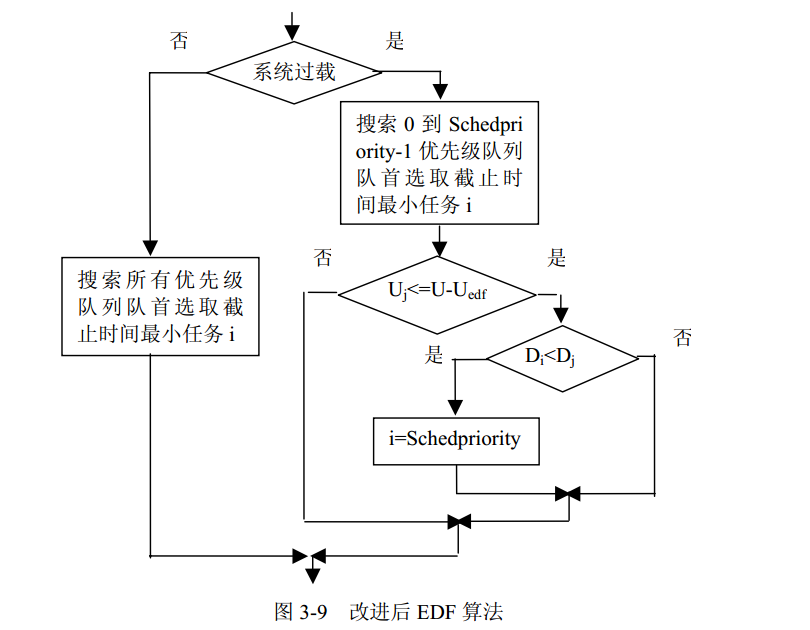 否
是
系统过载
搜索 0 到 Schedpri
ority-1 优先级队列
队首选取截止时
间最小任务 i
否
是
搜索所有优先级
队列队首选取截
止时间最小任务 i
Uj<=U-Uedf
是
否
Di<Dj
i=Schedpriority
图 3-9 改进后 EDF 算法